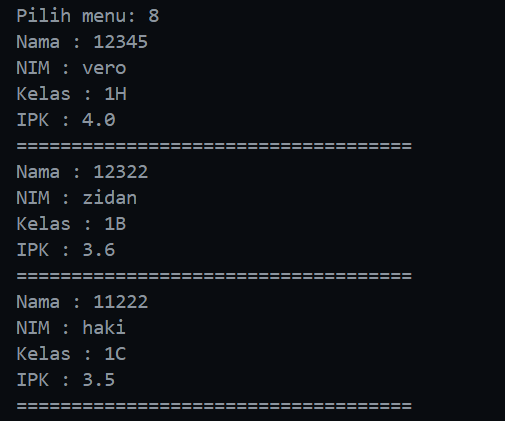 Pilih menu: 8
Nama : 12345
NIM : vero
Kelas : 1H
IPK : 4.0
====================================
Nama : 12322
NIM : zidan
Kelas : 1B
IPK : 3.6
====================================
Nama : 11222
NIM : haki
Kelas : 1C
IPK : 3.5
====================================